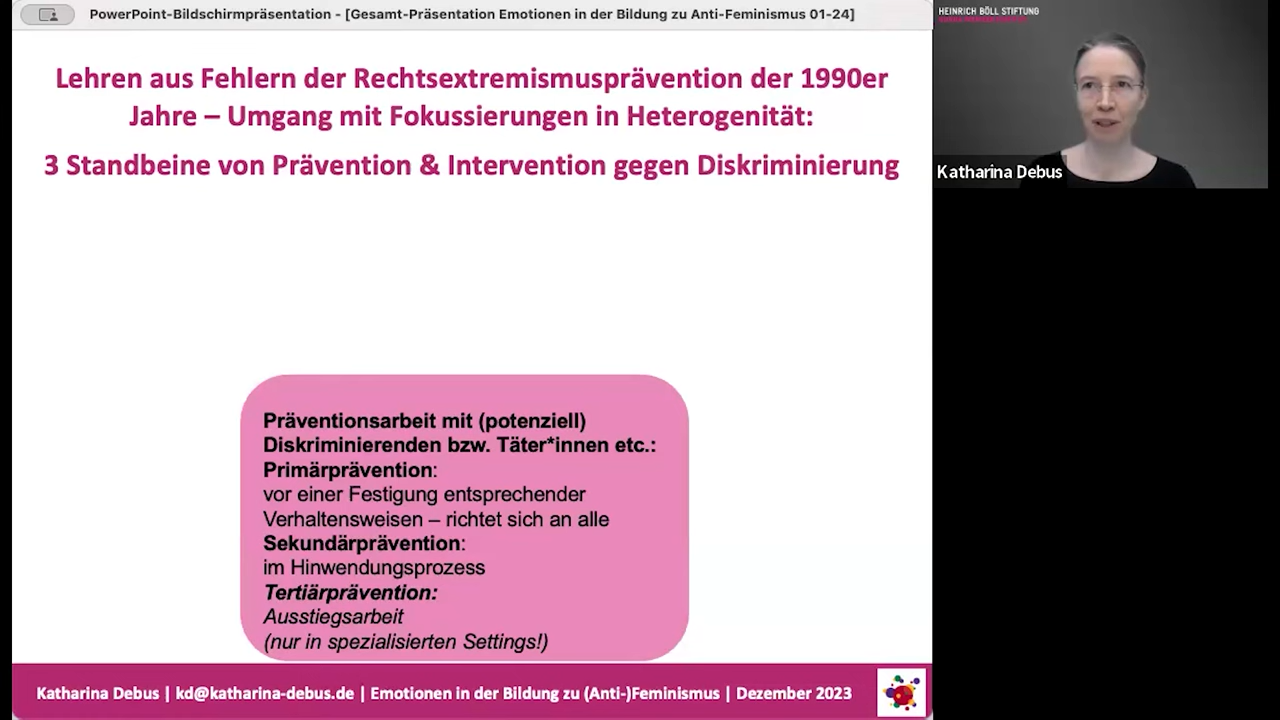 PowerPoint-Bildschirmpräsentation - [Gesamt-Präsentation Emotionen in der Bildung zu Anti-Feminismus 01-24]
HEINRICH BÖLL STIFTUNG
Lehren aus Fehlern der Rechtsextremismusprävention der 1990er
Jahre – Umgang mit Fokussierungen in Heterogenität:
3 Standbeine von Prävention & Intervention gegen Diskriminierung
Katharina Debus
Präventionsarbeit mit (potenziell)
Diskriminierenden bzw. Täter*innen etc.:
Primärprävention:
vor einer Festigung entsprechender
Verhaltensweisen – richtet sich an alle
Sekundärprävention:
im Hinwendungsprozess
Tertiärprävention:
Ausstiegsarbeit
(nur in spezialisierten Settings!)
Katharina Debus | kd@katharina-debus.de | Emotionen in der Bildung zu (Anti-)Feminismus | Dezember 2023